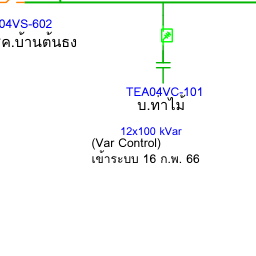 04VS-602
ค.บ้านต้นธง
TEA04VC-101
บ.ท่าไม้
12x100 kVar
(Var Control)
เข้าระบบ 16 ก.พ. 66